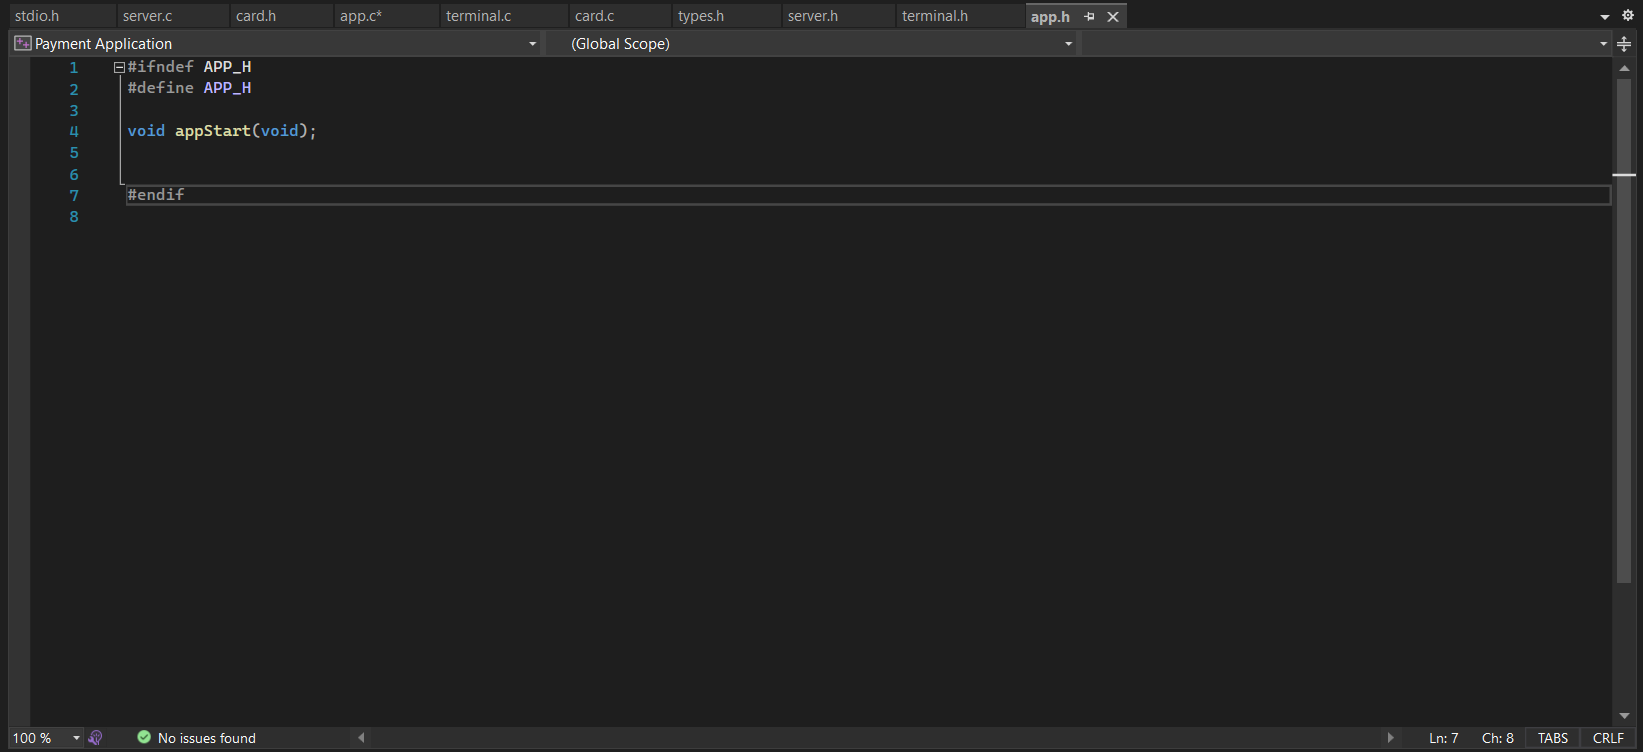 stdio.h server.c card.h app.c* terminal.c card.c types.h server.h terminal.h app.h
Payment Application (Global Scope)
1 #ifndef APP_H
2 #define APP_H
3
4 void appStart(void);
5
6
7 #endif
8
100 % No issues found Ln: 7 Ch: 8 TABS CRLF